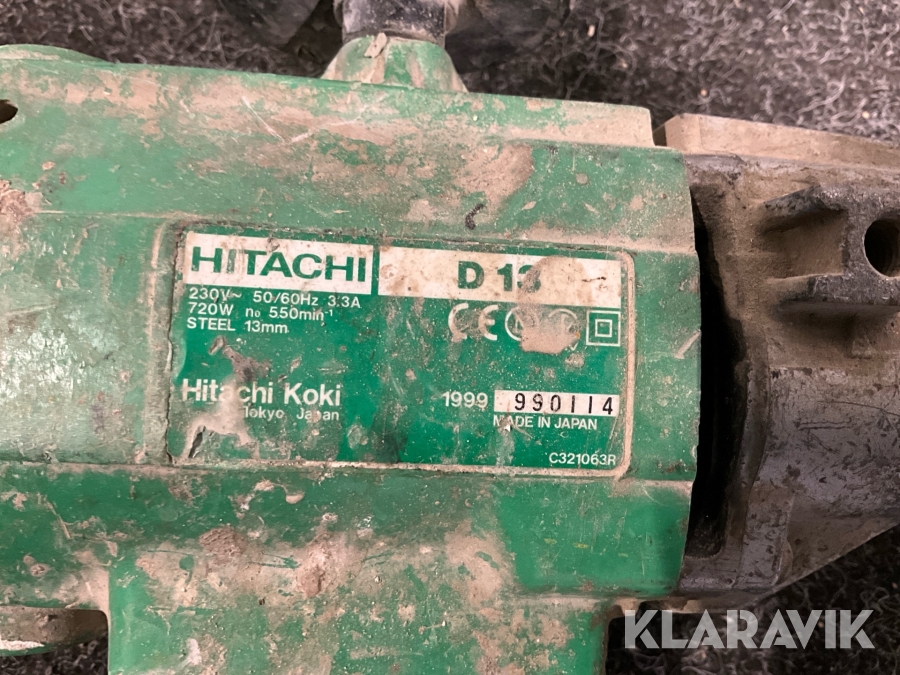 HITACHI
D 13
230V~ 50/60Hz 3.3A
720W n₀ 550min⁻¹
STEEL 13mm
CE
Hitachi Koki
Tokyo Japan
1999 990114
MADE IN JAPAN
C321063R
KLARAVIK